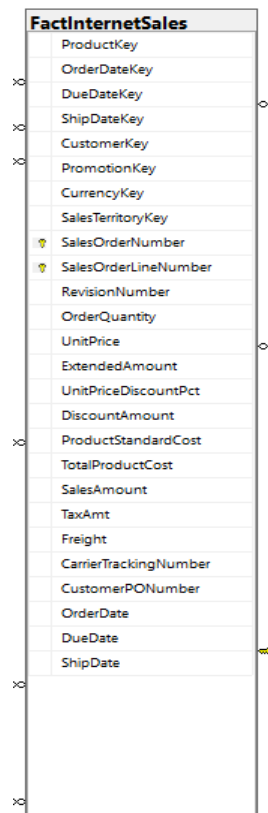 FactInternetSales
ProductKey
OrderDateKey
DueDateKey
ShipDateKey
CustomerKey
PromotionKey
CurrencyKey
SalesTerritoryKey
SalesOrderNumber
SalesOrderLineNumber
RevisionNumber
OrderQuantity
UnitPrice
ExtendedAmount
UnitPriceDiscountPct
DiscountAmount
ProductStandardCost
TotalProductCost
SalesAmount
TaxAmt
Freight
CarrierTrackingNumber
CustomerPONumber
OrderDate
DueDate
ShipDate